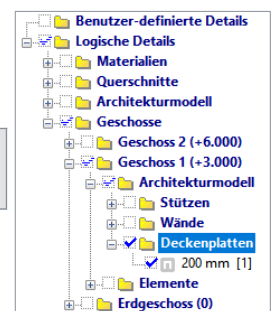 Benutzer-definierte Details
Logische Details
Materialien
Querschnitte
Architekturmodell
Geschosse
Geschoss 2 (+6.000)
Geschoss 1 (+3.000)
Architekturmodell
Stützen
Wände
Deckenplatten
200 mm [1]
Elemente
Erdgeschoss (0)